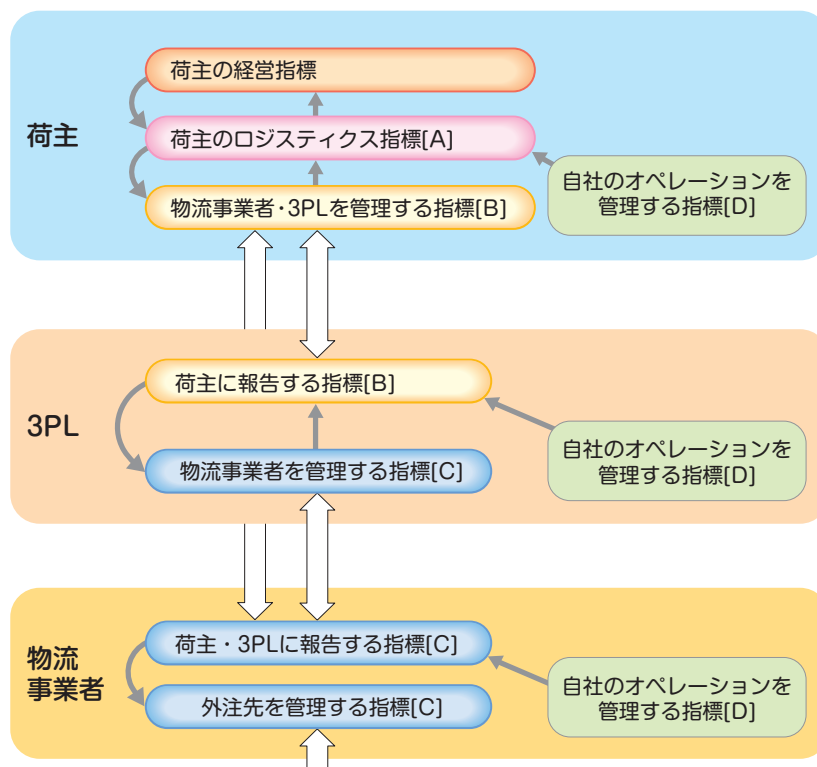 荷主
荷主の経営指標
荷主のロジスティクス指標[A]
物流事業者・3PLを管理する指標[B]
自社のオペレーションを
管理する指標[D]
3PL
荷主に報告する指標[B]
物流事業者を管理する指標[C]
自社のオペレーションを
管理する指標[D]
物流
事業者
荷主・3PLに報告する指標[C]
外注先を管理する指標[C]
自社のオペレーションを
管理する指標[D]